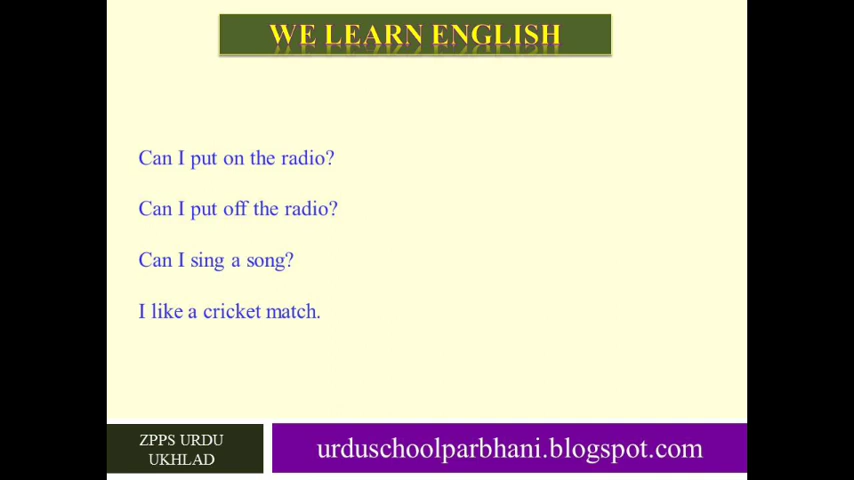 WE LEARN ENGLISH
Can I put on the radio?
Can I put off the radio?
Can I sing a song?
I like a cricket match.
ZPPS URDU
UKHLAD
urduschoolparbhani.blogspot.com